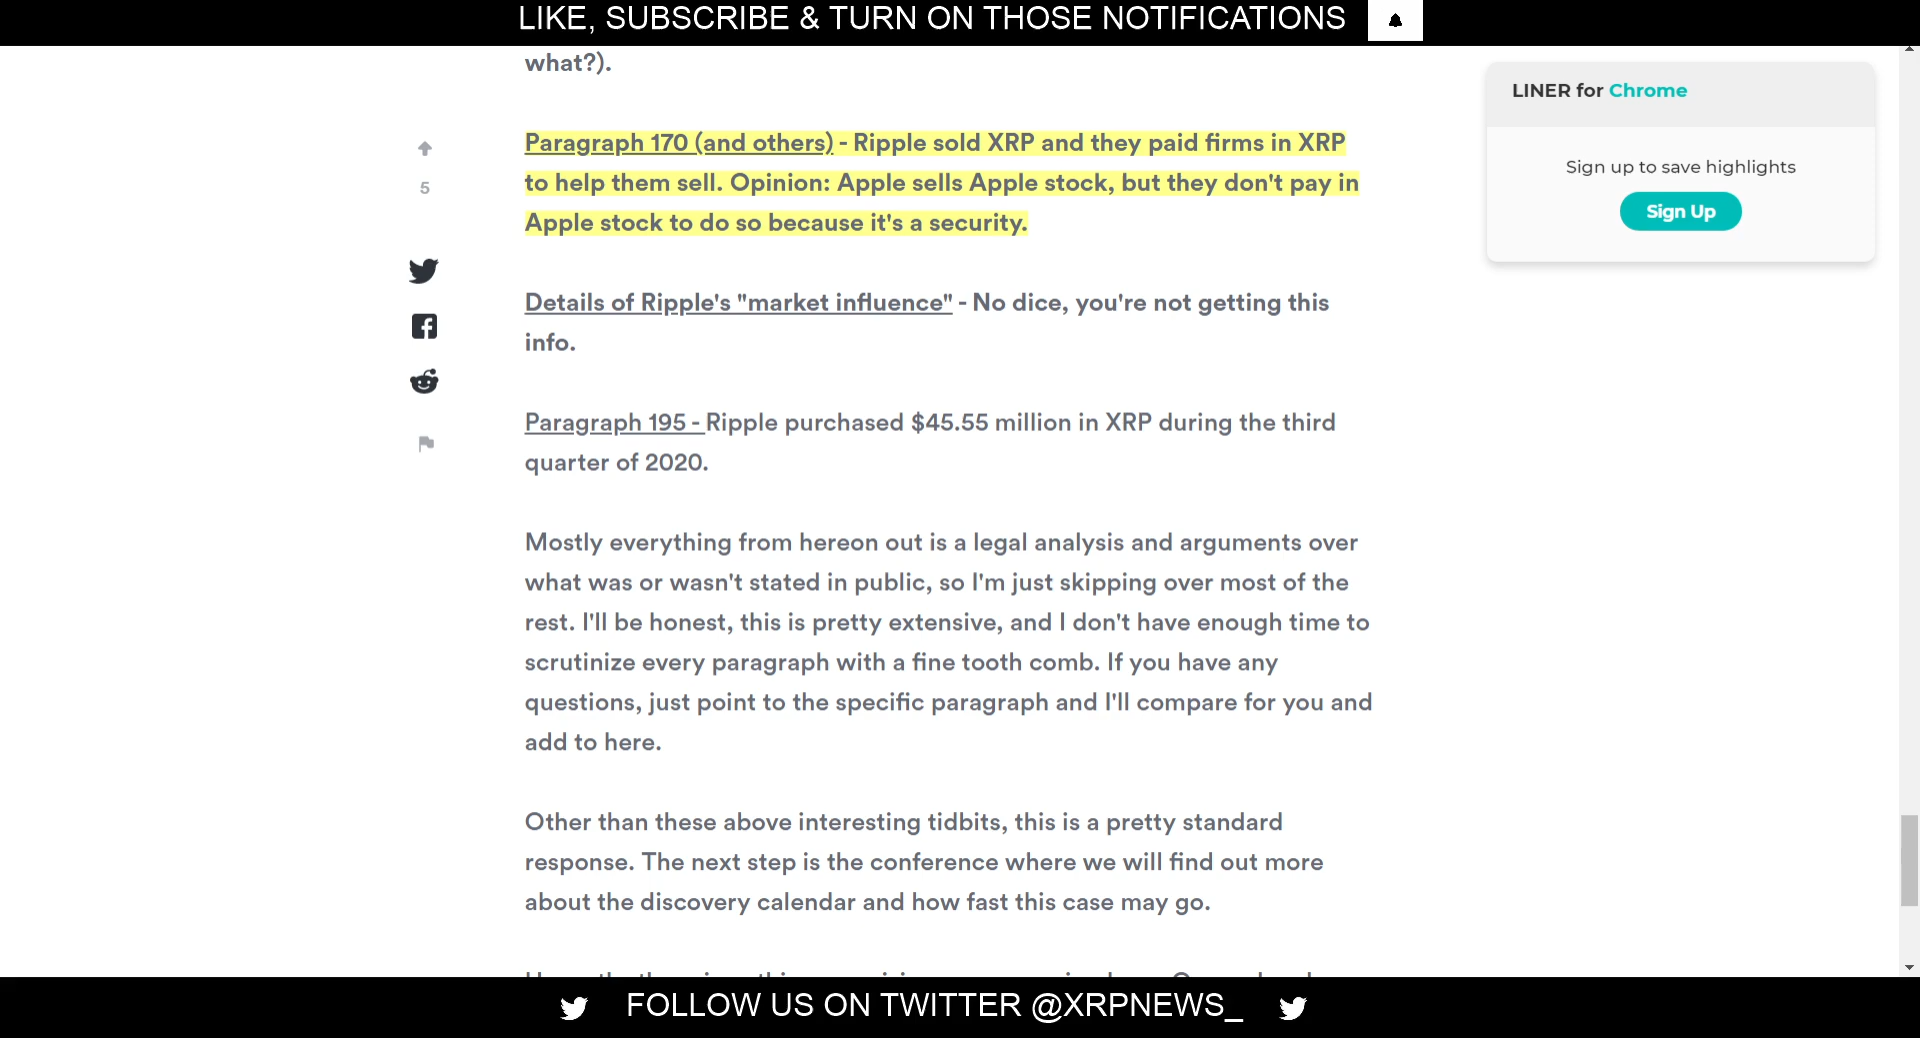 LIKE, SUBSCRIBE & TURN ON THOSE NOTIFICATIONS
what?).
LINER for Chrome
Sign up to save highlights
Sign Up
5
Paragraph 170 (and others) - Ripple sold XRP and they paid firms in XRP
to help them sell. Opinion: Apple sells Apple stock, but they don't pay in
Apple stock to do so because it's a security.
Details of Ripple's "market influence" - No dice, you're not getting this
info.
Paragraph 195 - Ripple purchased $45.55 million in XRP during the third
quarter of 2020.
Mostly everything from hereon out is a legal analysis and arguments over
what was or wasn't stated in public, so I'm just skipping over most of the
rest. I'll be honest, this is pretty extensive, and I don't have enough time to
scrutinize every paragraph with a fine tooth comb. If you have any
questions, just point to the specific paragraph and I'll compare for you and
add to here.
Other than these above interesting tidbits, this is a pretty standard
response. The next step is the conference where we will find out more
about the discovery calendar and how fast this case may go.
FOLLOW US ON TWITTER @XRPNEWS_